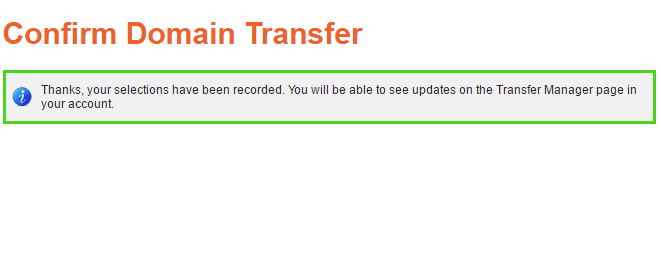 Confirm Domain Transfer
Thanks, your selections have been recorded. You will be able to see updates on the Transfer Manager page in
your account.